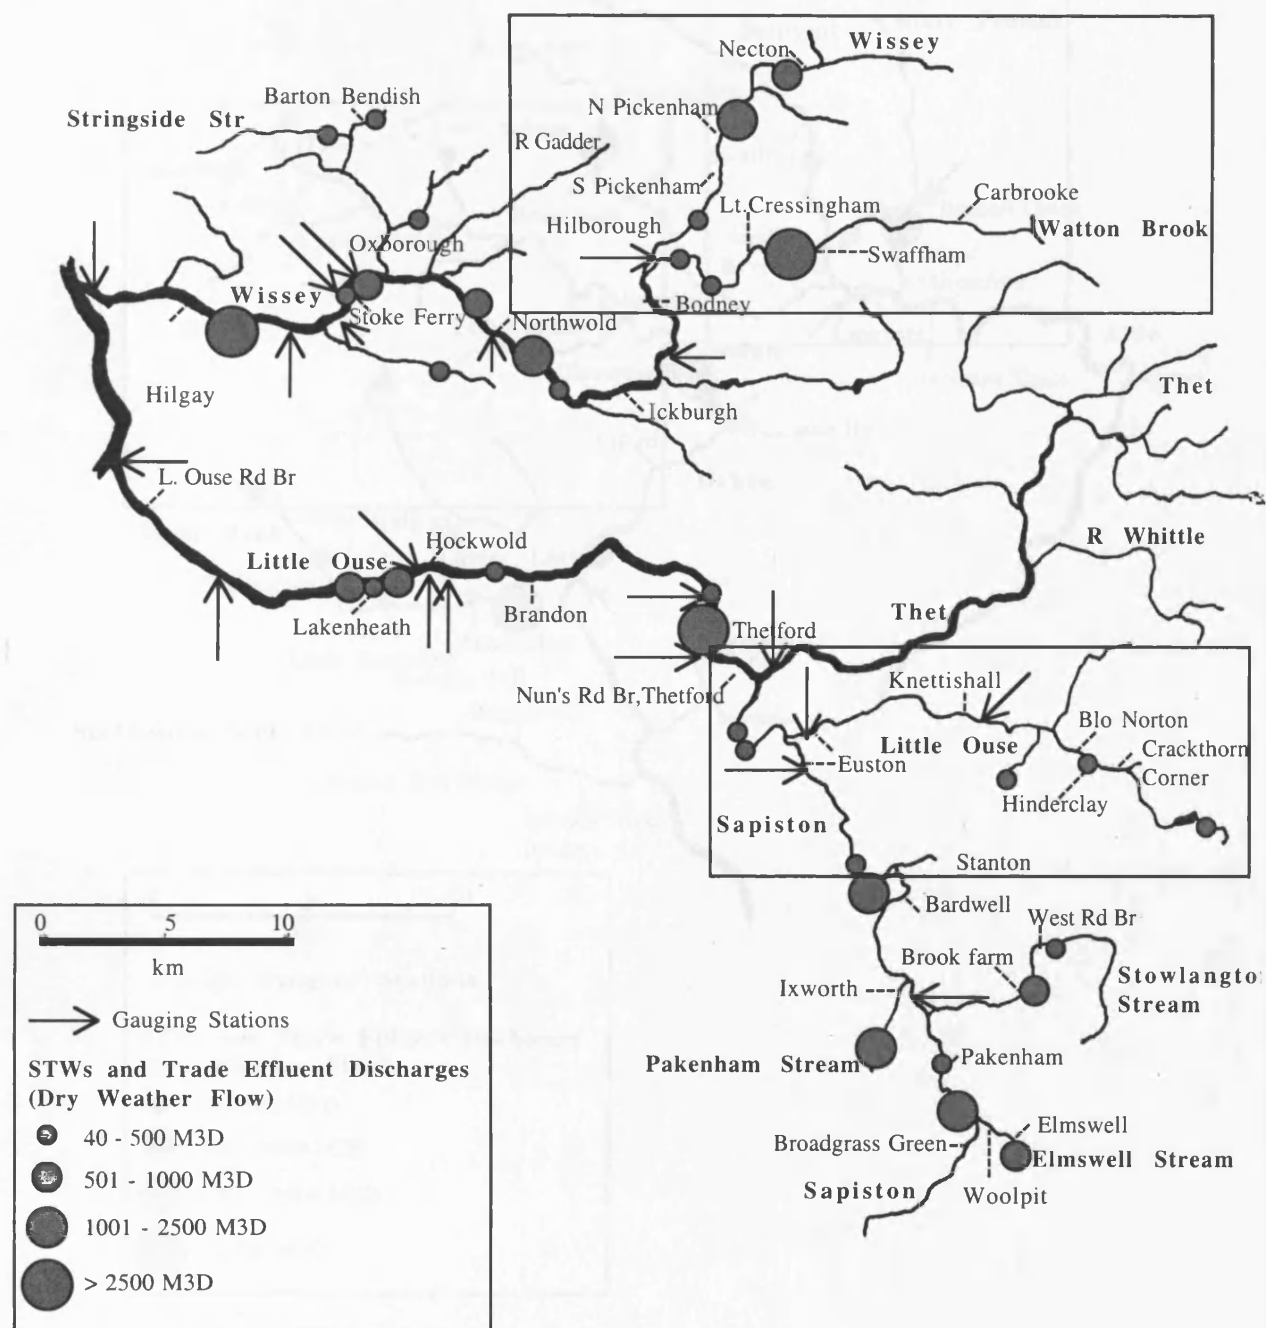 Necton
Wissey
Barton Bendish
Stringside Str
N Pickenham
R Gadder
S Pickenham
Lt.Cressingham
Carbrooke
Hilborough
Watton Brook
Oxborough
Swaffham
Wissey
Stoke Ferry
Bodney
Northwold
Hilgay
Ickburgh
Thet
L. Ouse Rd Br
Hockwold
R Whittle
Little Ouse
Brandon
Thet
Lakenheath
Thetford
Knettishall
Nun's Rd Br,Thetford
Blo Norton
Little Ouse
Crackthorn
Corner
Euston
Hinderclay
Sapiston
Stanton
Bardwell
West Rd Br
Brook farm
Stowlangto
Stream
Ixworth
Pakenham Stream
Pakenham
Elmswell
Broadgrass Green
Elmswell Stream
Sapiston
Woolpit
0 5 10
km
Gauging Stations
STWs and Trade Effluent Discharges
(Dry Weather Flow)
40 - 500 M3D
501 - 1000 M3D
1001 - 2500 M3D
> 2500 M3D